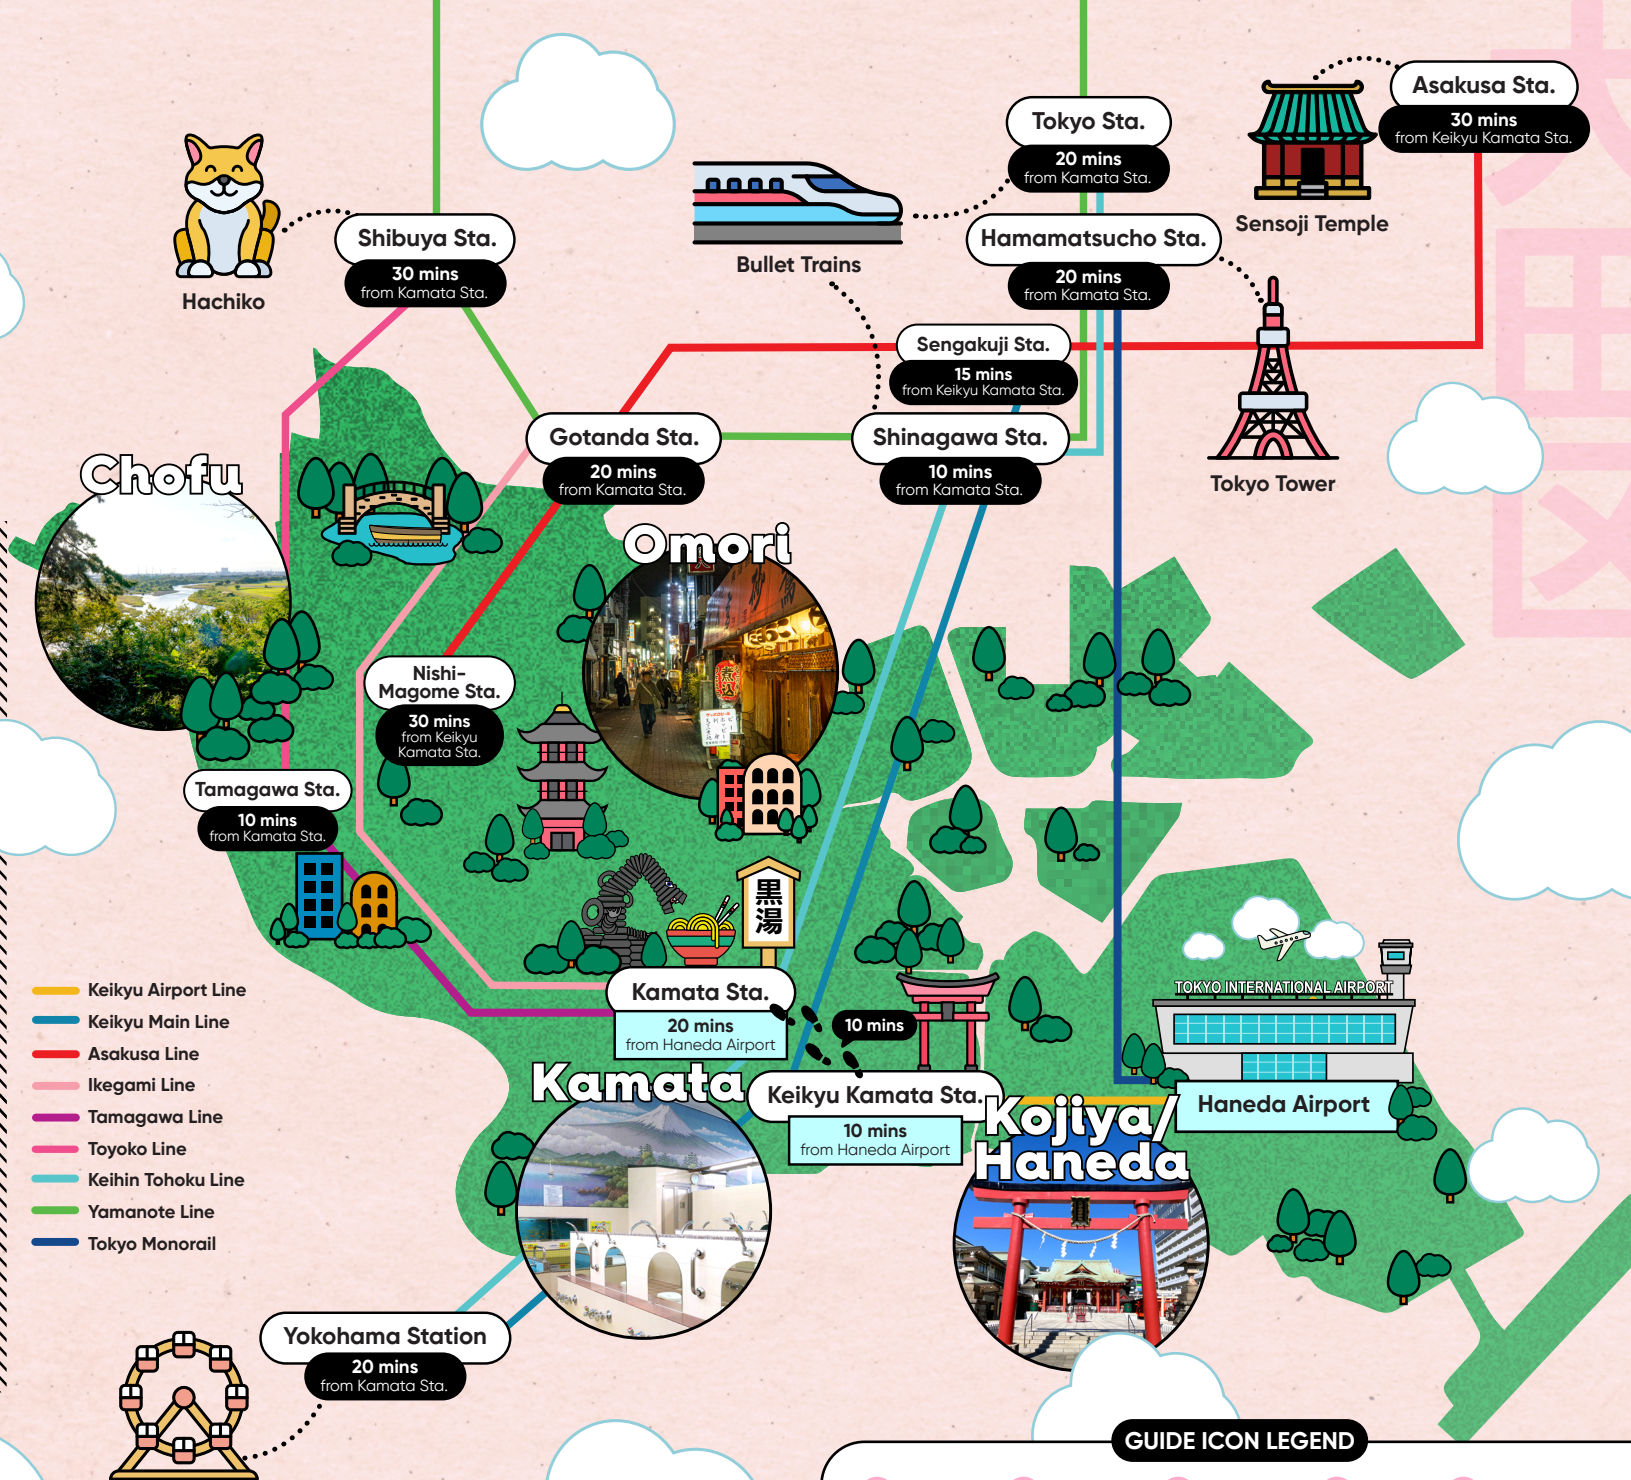 Asakusa Sta.
30 mins
from Keikyu Kamata Sta.
Tokyo Sta.
20 mins
from Kamata Sta.
Sensoji Temple
Shibuya Sta.
30 mins
from Kamata Sta.
Hachiko
Bullet Trains
Hamamatsucho Sta.
20 mins
from Kamata Sta.
Sengakuji Sta.
15 mins
from Keikyu Kamata Sta.
Gotanda Sta.
20 mins
from Kamata Sta.
Shinagawa Sta.
10 mins
from Kamata Sta.
Tokyo Tower
大田区
Chofu
Omori
Nishi-
Magome Sta.
30 mins
from Keikyu
Kamata Sta.
Tamagawa Sta.
10 mins
from Kamata Sta.
黒湯
Kamata Sta.
20 mins
from Haneda Airport
10 mins
TOKYO INTERNATIONAL AIRPORT
Kamata
Keikyu Kamata Sta.
10 mins
from Haneda Airport
Haneda Airport
Kojiya/
Haneda
Keikyu Airport Line
Keikyu Main Line
Asakusa Line
Ikegami Line
Tamagawa Line
Toyoko Line
Keihin Tohoku Line
Yamanote Line
Tokyo Monorail
Yokohama Station
20 mins
from Kamata Sta.
GUIDE ICON LEGEND